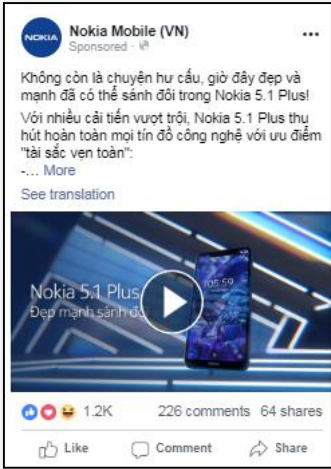 NOKIA
Nokia Mobile (VN)
Sponsored ·
Không còn là chuyện hư cấu, giờ đây đẹp và
mạnh đã có thể sánh đôi trong Nokia 5.1 Plus!
Với nhiều cải tiến vượt trội, Nokia 5.1 Plus thu
hút hoàn toàn mọi tín đồ công nghệ với ưu điểm
"tài sắc vẹn toàn":
-... More
See translation
05:59
Nokia 5.1 Plus
Đẹp mạnh sánh đôi
1.2K 226 comments 64 shares
Like Comment Share